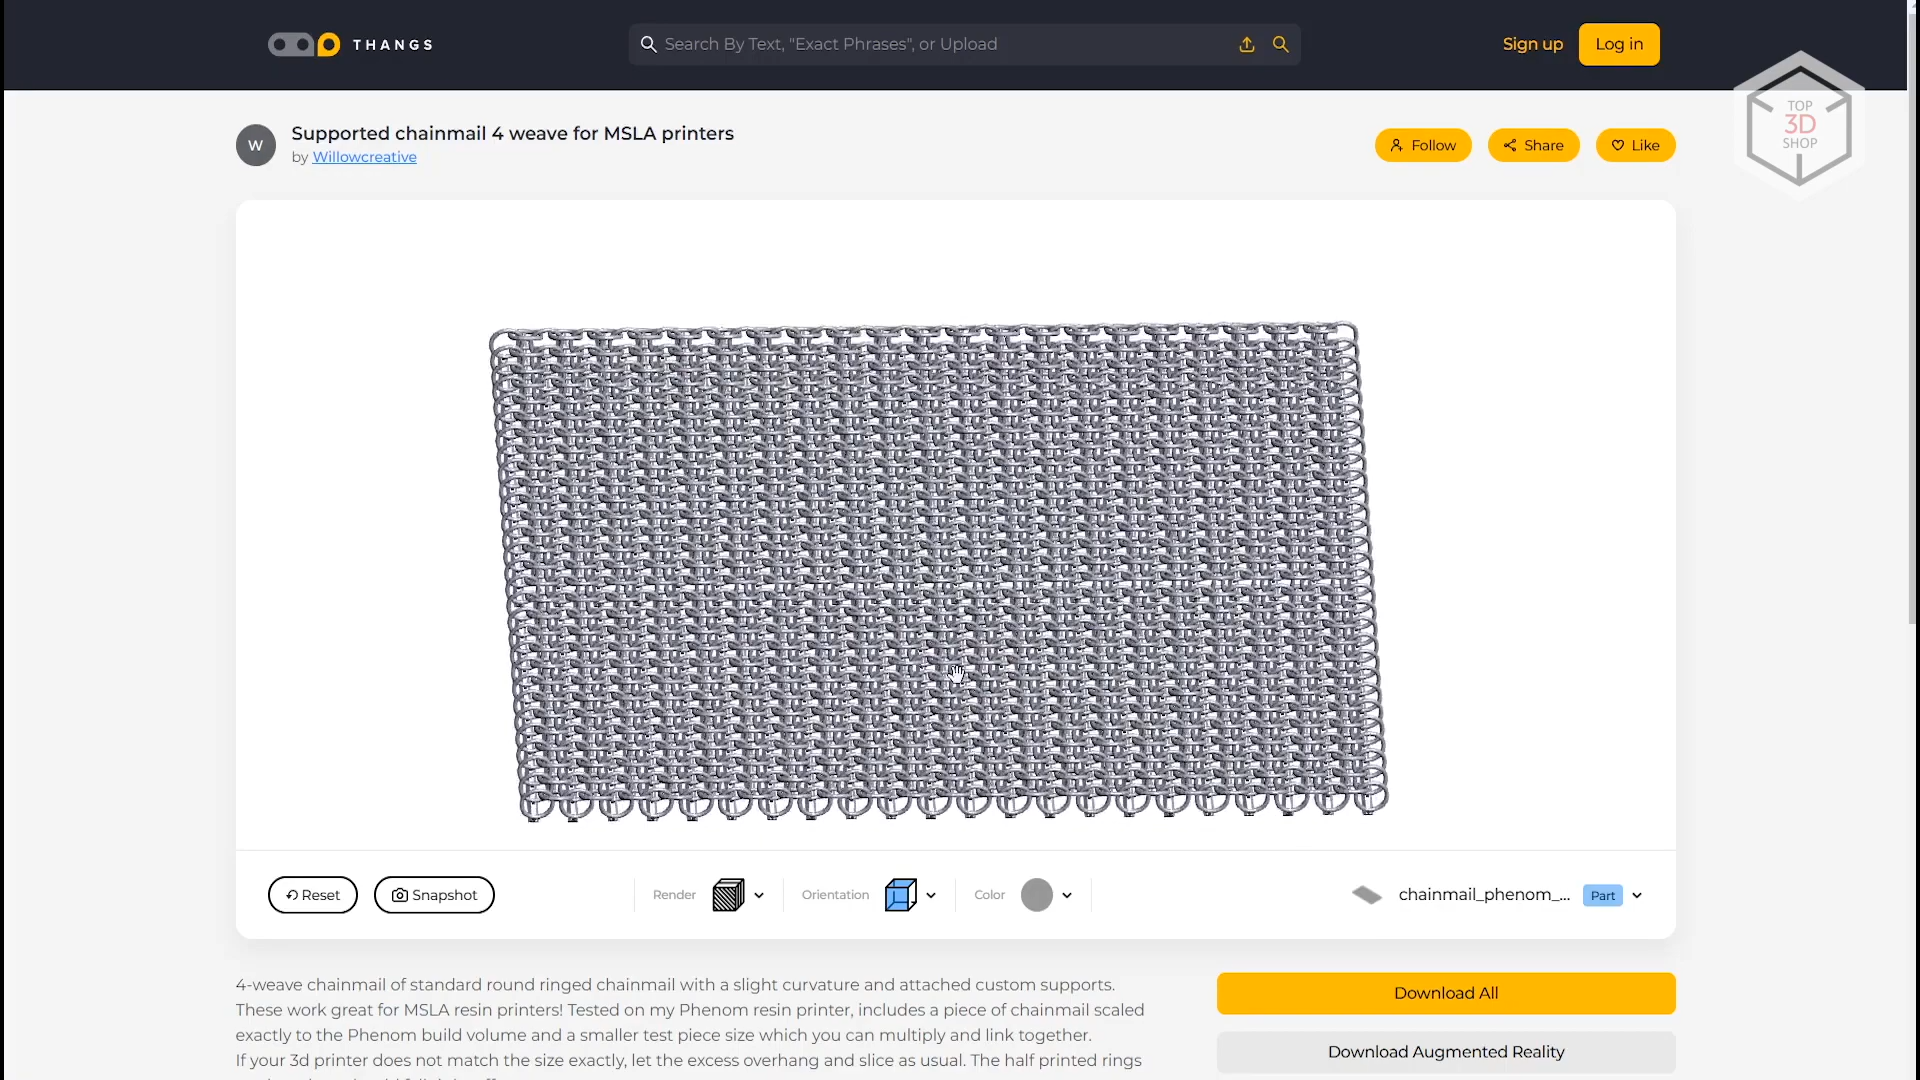 THANGS
Search By Text, "Exact Phrases", or Upload
Sign up
Log in
TOP
3D
SHOP
W
Supported chainmail 4 weave for MSLA printers
by Willowcreative
Follow
Share
Like
Reset
Snapshot
Render
Orientation
Color
chainmail_phenom_...
Part
4-weave chainmail of standard round ringed chainmail with a slight curvature and attached custom supports.
These work great for MSLA resin printers! Tested on my Phenom resin printer, includes a piece of chainmail scaled
exactly to the Phenom build volume and a smaller test piece size which you can multiply and link together.
If your 3d printer does not match the size exactly, let the excess overhang and slice as usual. The half printed rings
Download All
Download Augmented Reality